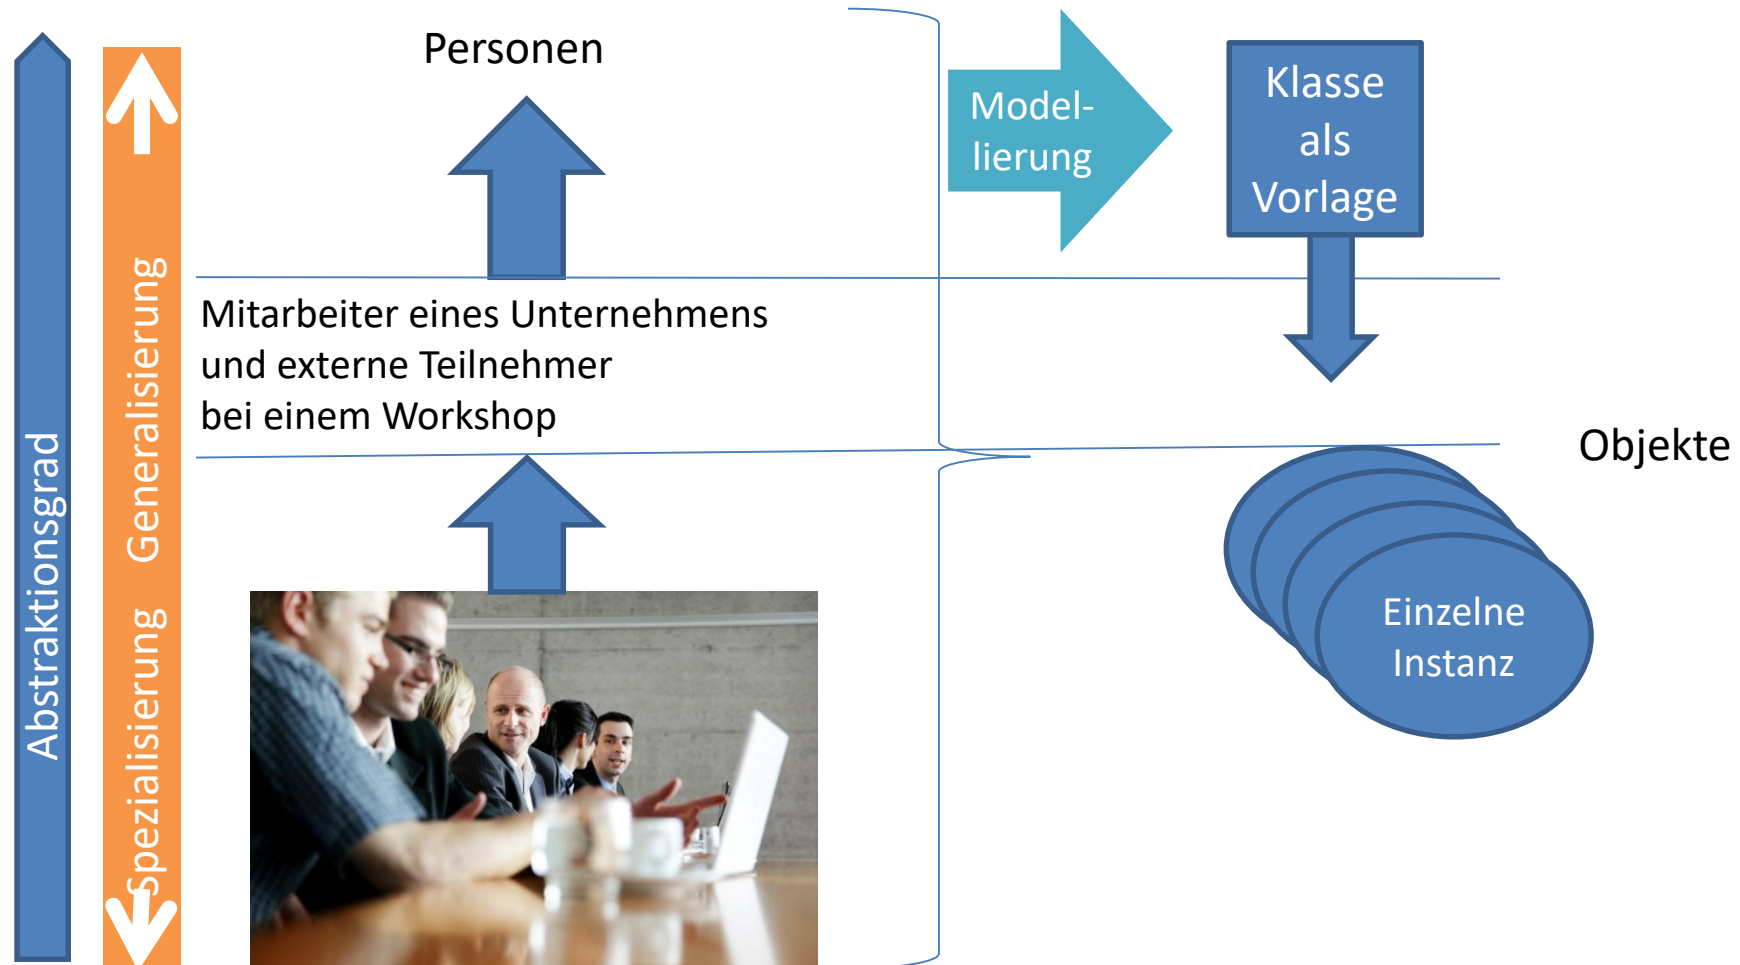 Abstraktionsgrad
Spezialisierung Generalisierung
Personen
Mitarbeiter eines Unternehmens
und externe Teilnehmer
bei einem Workshop
Model-
lierung
Klasse
als
Vorlage
Objekte
Einzelne
Instanz